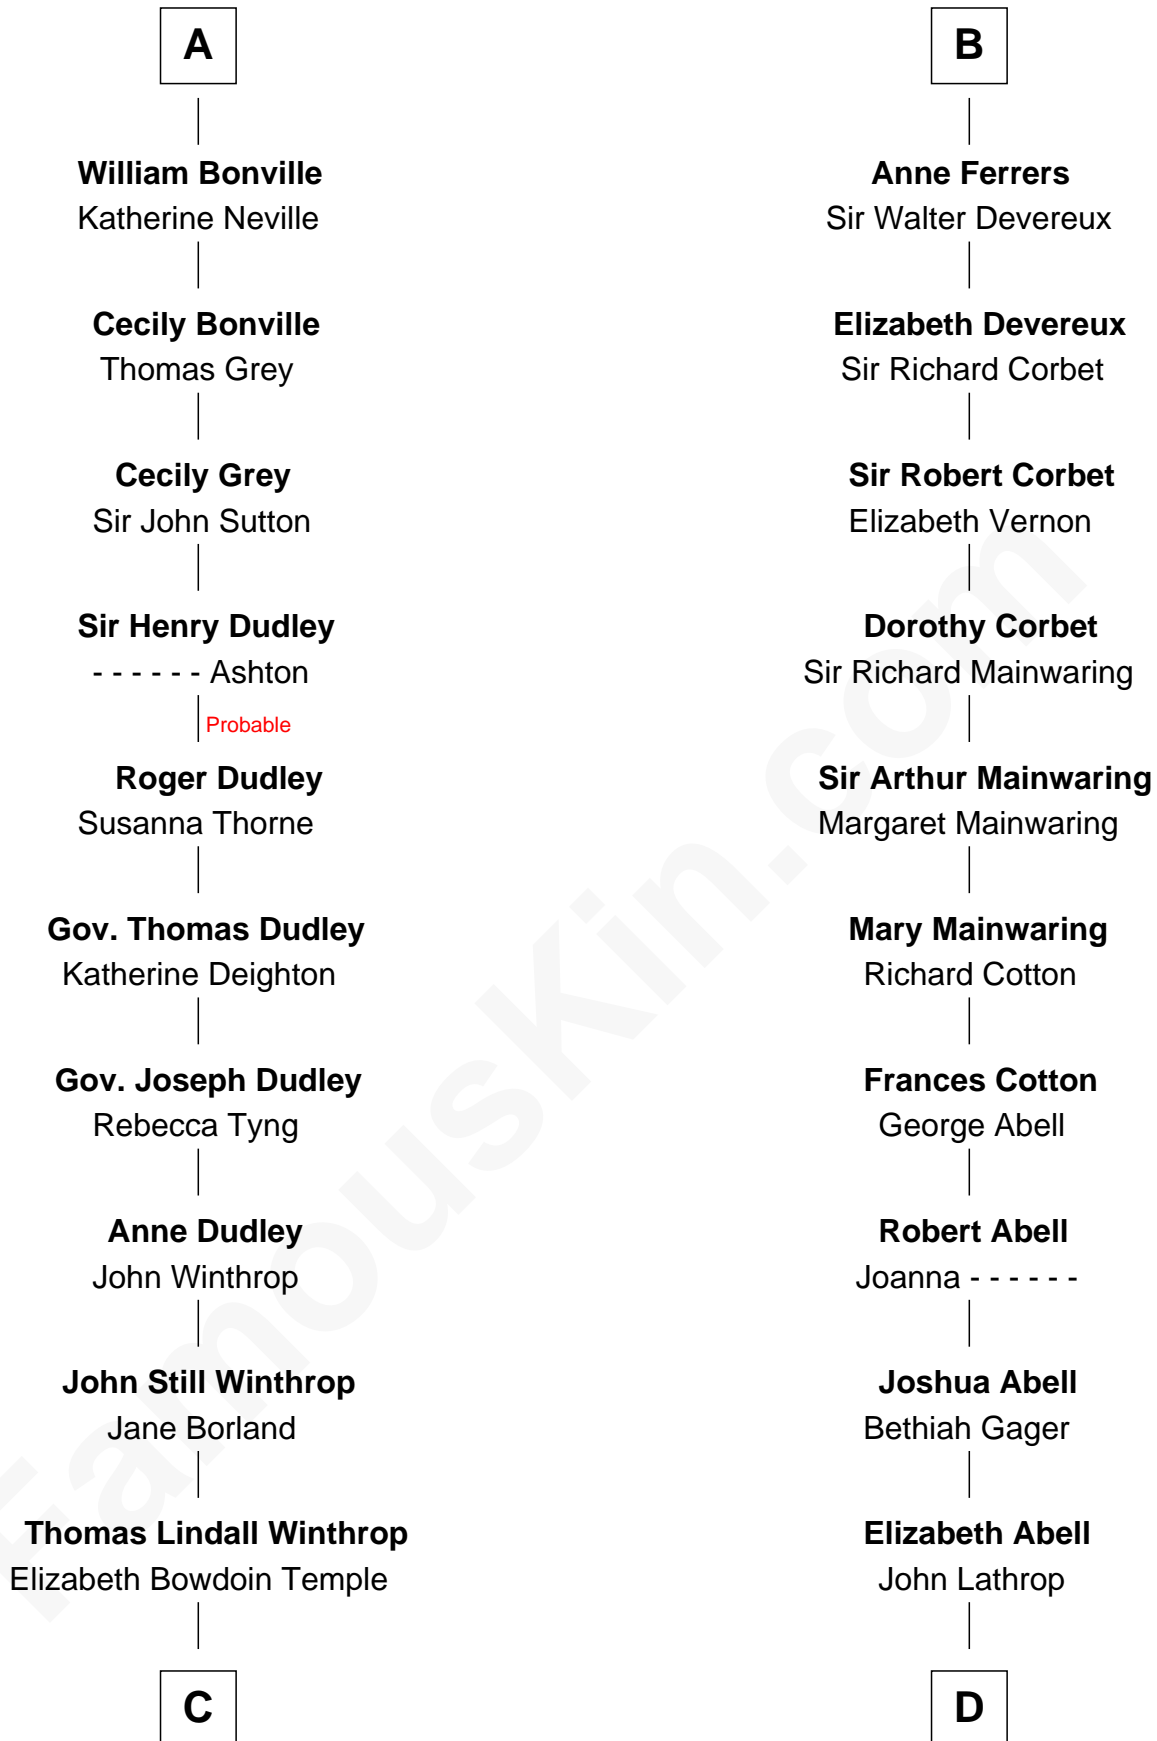 A
William Bonville
Katherine Neville
Cecily Bonville
Thomas Grey
Cecily Grey
Sir John Sutton
Sir Henry Dudley
- - - - - - Ashton
Probable
Roger Dudley
Susanna Thorne
Gov. Thomas Dudley
Katherine Deighton
Gov. Joseph Dudley
Rebecca Tyng
Anne Dudley
John Winthrop
John Still Winthrop
Jane Borland
Thomas Lindall Winthrop
Elizabeth Bowdoin Temple
C
B
Anne Ferrers
Sir Walter Devereux
Elizabeth Devereux
Sir Richard Corbet
Sir Robert Corbet
Elizabeth Vernon
Dorothy Corbet
Sir Richard Mainwaring
Sir Arthur Mainwaring
Margaret Mainwaring
Mary Mainwaring
Richard Cotton
Frances Cotton
George Abell
Robert Abell
Joanna - - - - - -
Joshua Abell
Bethiah Gager
Elizabeth Abell
John Lathrop
D
FamousKin.com